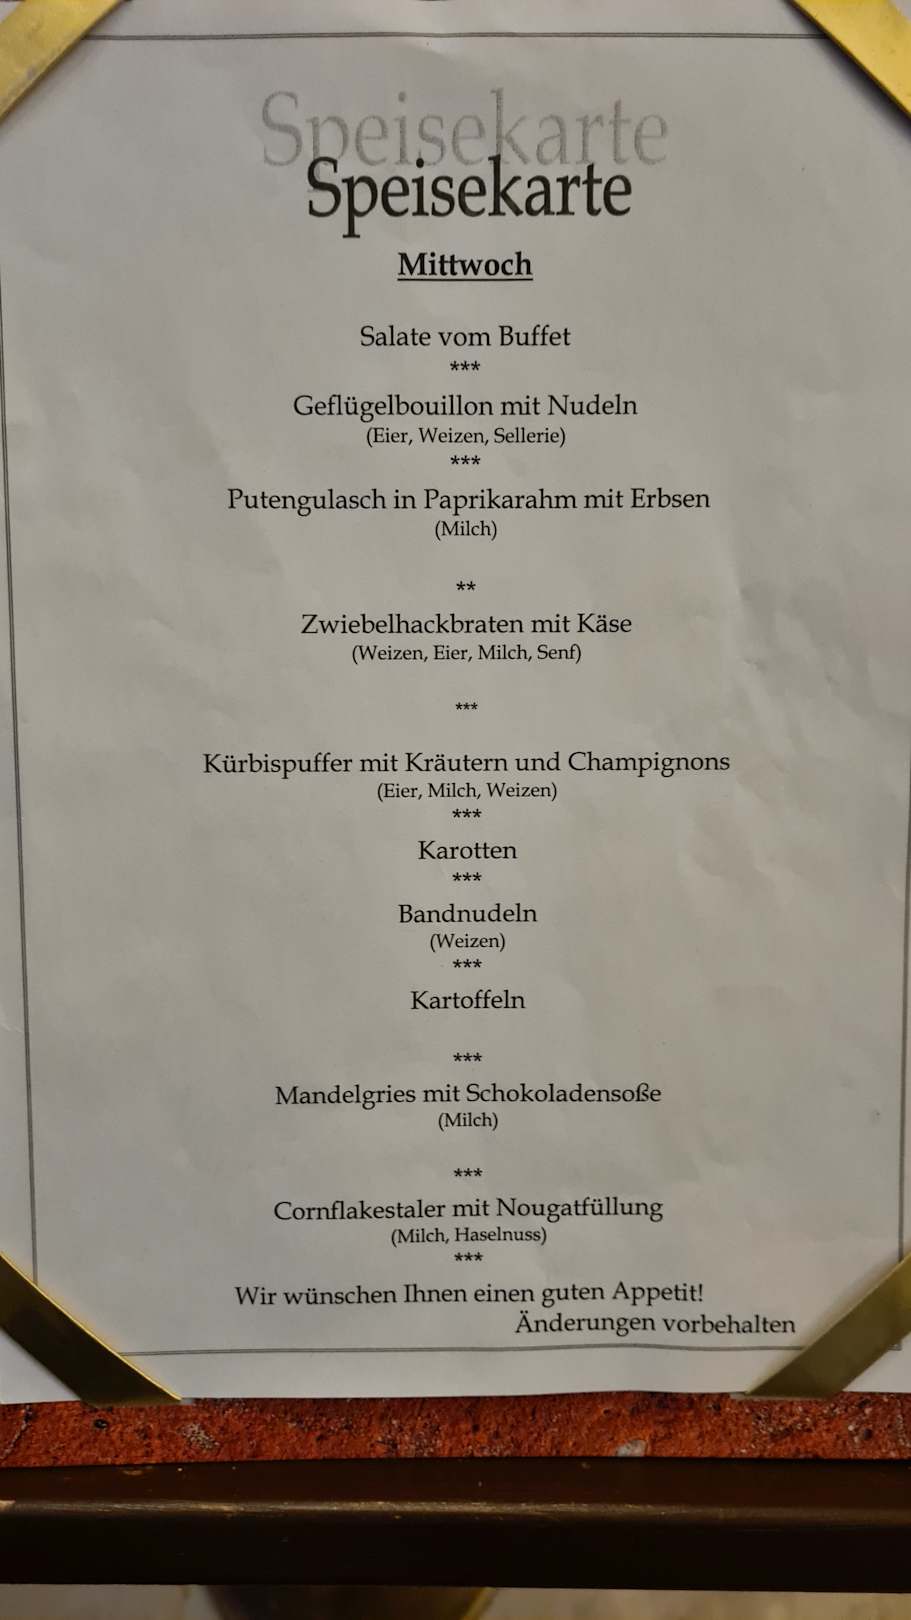 Speisekarte
Speisekarte
Mittwoch
Salate vom Buffet
***
Geflügelbouillon mit Nudeln
(Eier, Weizen, Sellerie)
***
Putengulasch in Paprikarahm mit Erbsen
(Milch)
**
Zwiebelhackbraten mit Käse
(Weizen, Eier, Milch, Senf)
***
Kürbispuffer mit Kräutern und Champignons
(Eier, Milch, Weizen)
***
Karotten
***
Bandnudeln
(Weizen)
***
Kartoffeln
***
Mandelgries mit Schokoladensoße
(Milch)
***
Cornflakestaler mit Nougatfüllung
(Milch, Haselnuss)
***
Wir wünschen Ihnen einen guten Appetit!
Änderungen vorbehalten